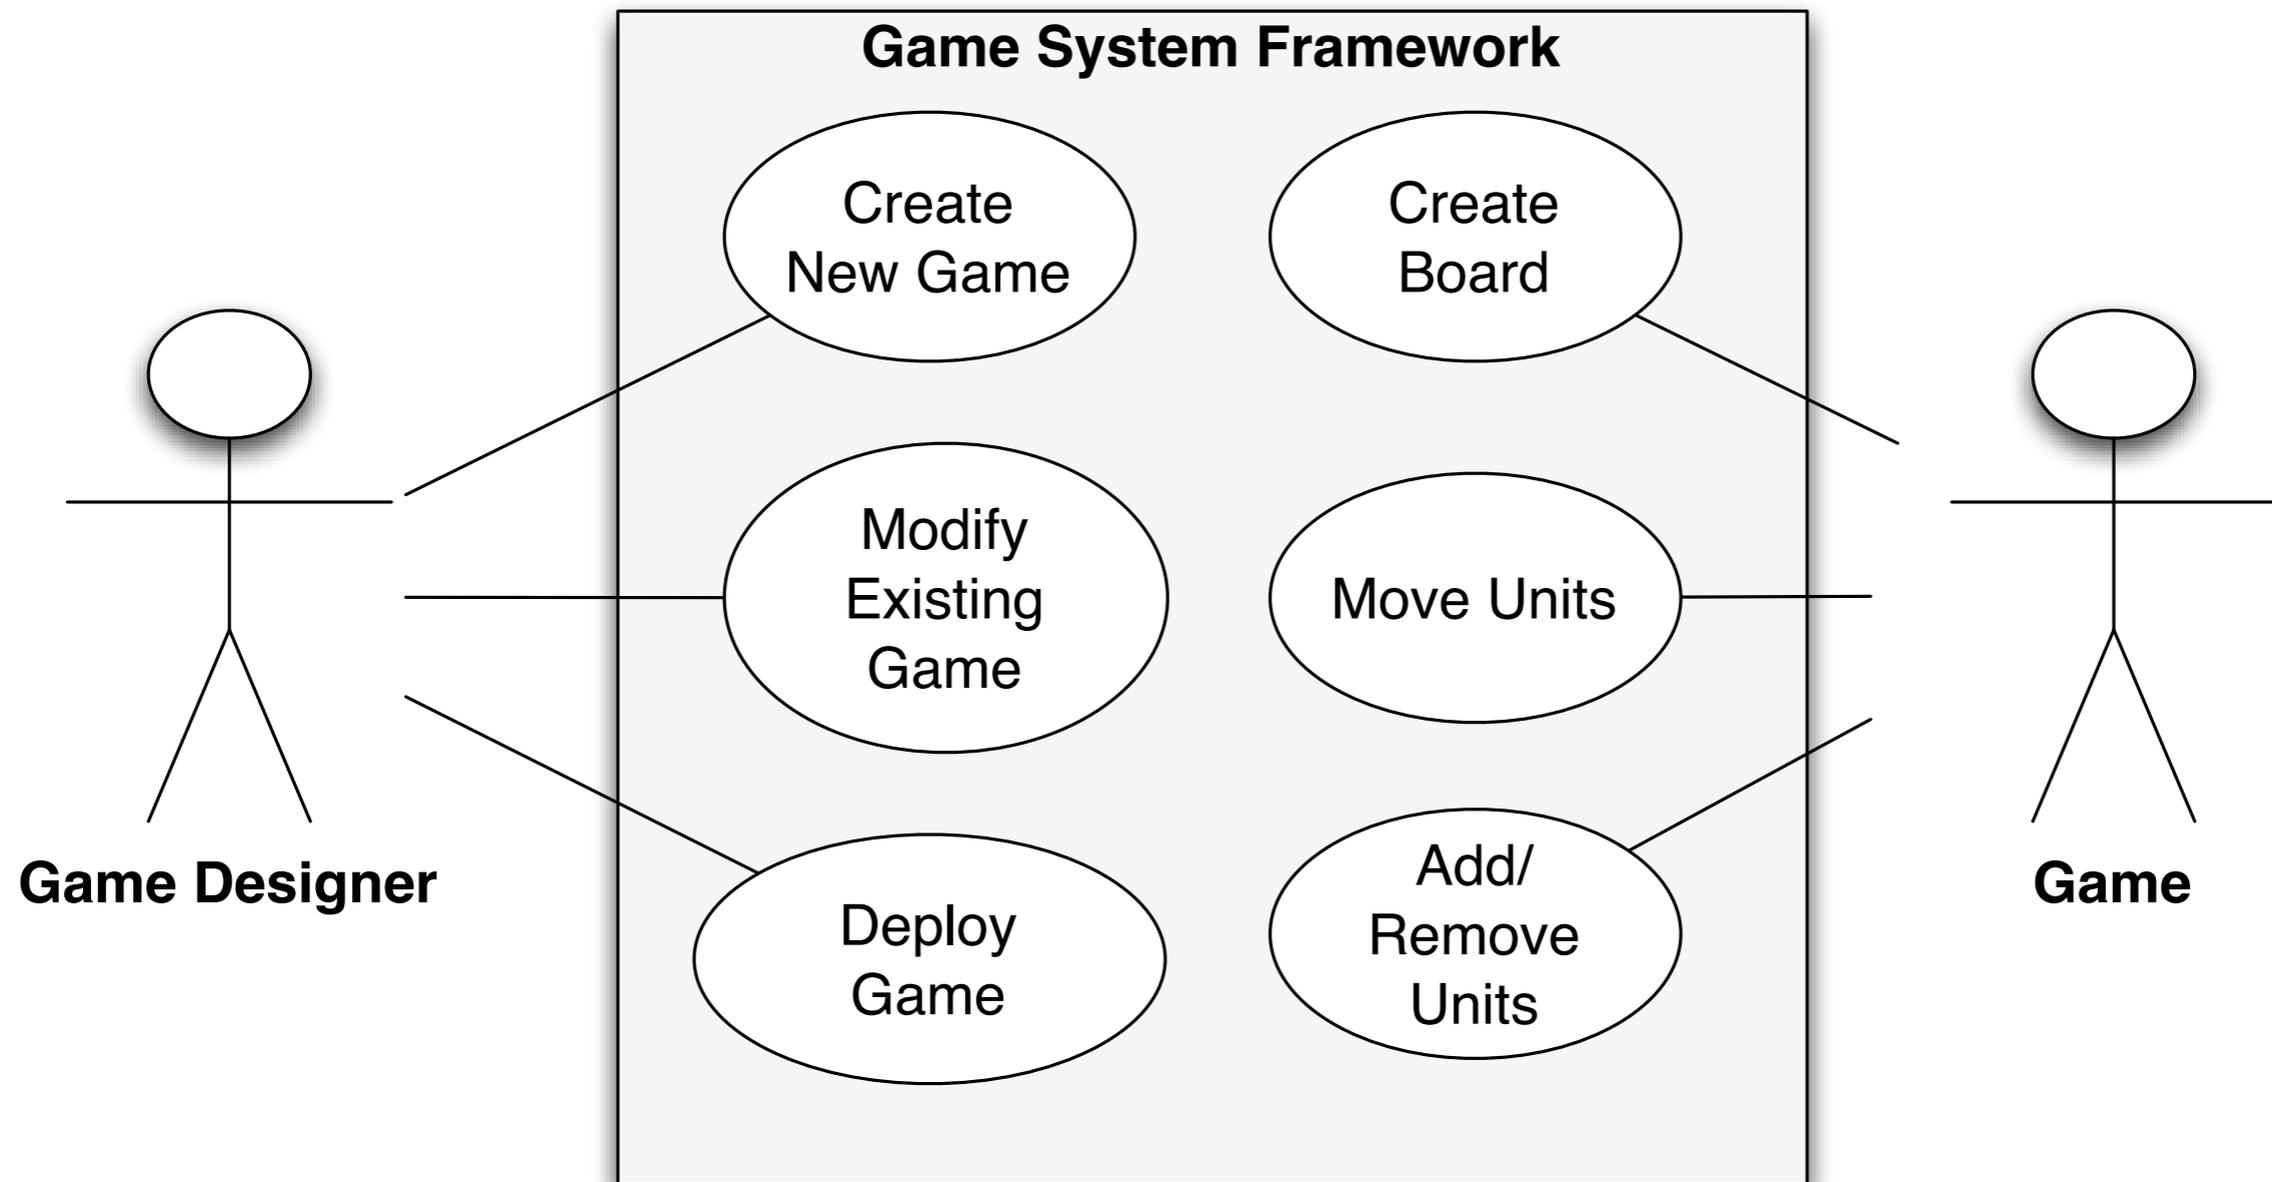 Game System Framework
Create
New Game
Create
Board
Modify
Existing
Game
Move Units
Deploy
Game
Add/
Remove
Units
Game Designer
Game